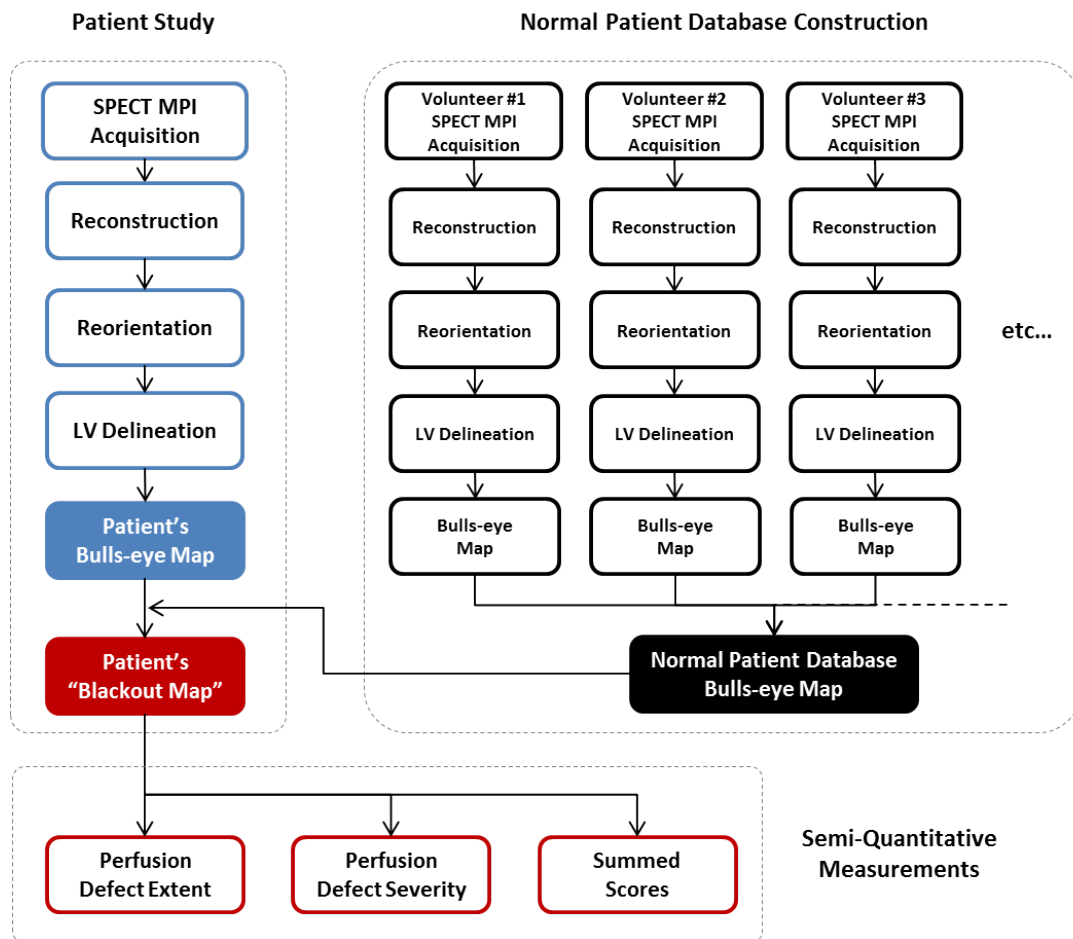 Patient Study
SPECT MPI
Acquisition
Reconstruction
Reorientation
LV Delineation
Patient's
Bulls-eye Map
Patient's
“Blackout Map”
Normal Patient Database Construction
Volunteer #1
SPECT MPI
Acquisition
Reconstruction
Reorientation
LV Delineation
Bulls-eye
Map
Volunteer #2
SPECT MPI
Acquisition
Reconstruction
Reorientation
LV Delineation
Bulls-eye
Map
Volunteer #3
SPECT MPI
Acquisition
Reconstruction
Reorientation
LV Delineation
Bulls-eye
Map
etc...
Normal Patient Database
Bulls-eye Map
Perfusion
Defect Extent
Perfusion
Defect Severity
Summed
Scores
Semi-Quantitative
Measurements